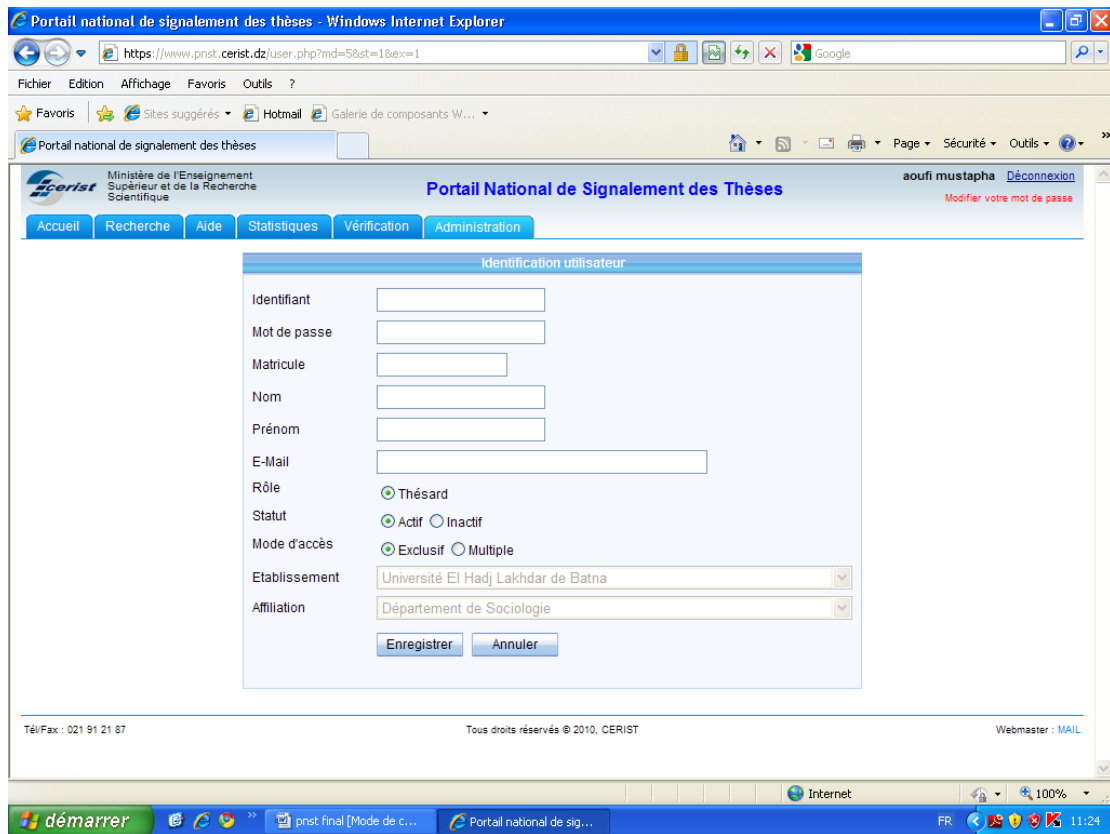 Portail national de signalement des thèses - Windows Internet Explorer
https://www.pnst.cerist.dz/user.php?md=5&st=1&ex=1
Google
Fichier Edition Affichage Favoris Outils ?
Favoris Sites suggérés Hotmail Galerie de composants W...
Portail national de signalement des thèses Page Sécurité Outils »
cerist
Ministère de l'Enseignement
Supèrieur et de la Recherche
Scientifique
Portail National de Signalement des Thèses
aoufi mustapha Déconnexion
Modifier votre mot de passe
Accueil Recherche Aide Statistiques Vérification Administration
Identification utilisateur
Identifiant
Mot de passe
Matricule
Nom
Prénom
E-Mail
Rôle Thésard
Statut Actif Inactif
Mode d'accès Exclusif Multiple
Etablissement Université El Hadj Lakhdar de Batna
Affiliation Département de Sociologie
Enregistrer Annuler
Tél/Fax : 021 91 21 87 Tous droits réservés © 2010, CERIST Webmaster : MAIL
Internet 100%
démarrer » pnst final [Mode de c... Portail national de sig... FR 11:24